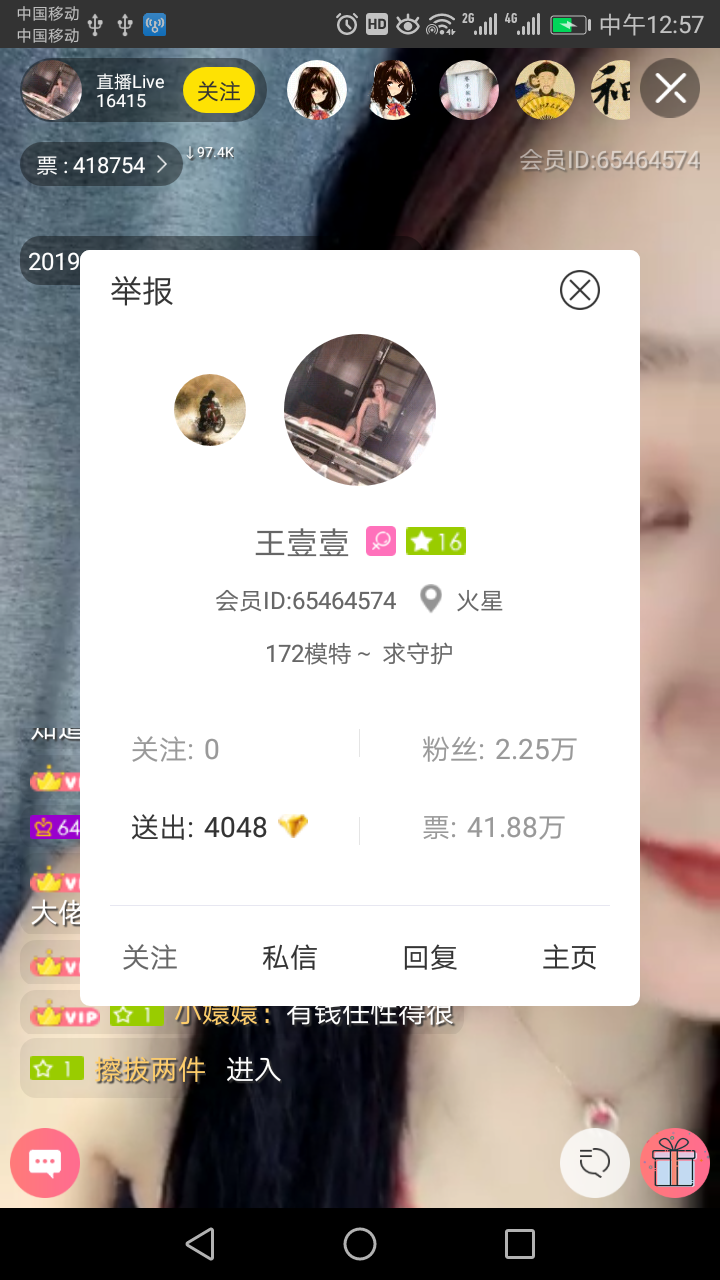 中国移动
中国移动
HD
2G
4G
中午12:57
直播Live
16415
关注
和
票 : 418754
↓97.4K
会员ID:65464574
2019
举报
王壹壹
16
会员ID:65464574
火星
172模特 ~ 求守护
关注: 0
粉丝: 2.25万
送出: 4048
票: 41.88万
64
大佬
关注
私信
回复
主页
VIP 1 小嬛嬛: 有钱任性得很
1 擦拔两件 进入